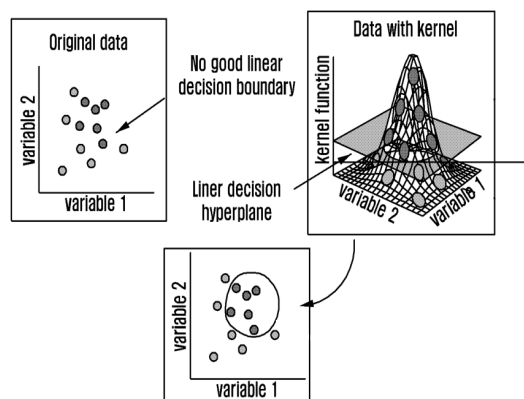 Original data
variable 2
variable 1
No good linear
decision boundary
Liner decision
hyperplane
Data with kernel
kernel function
variable 2
variable 1
variable 2
variable 1